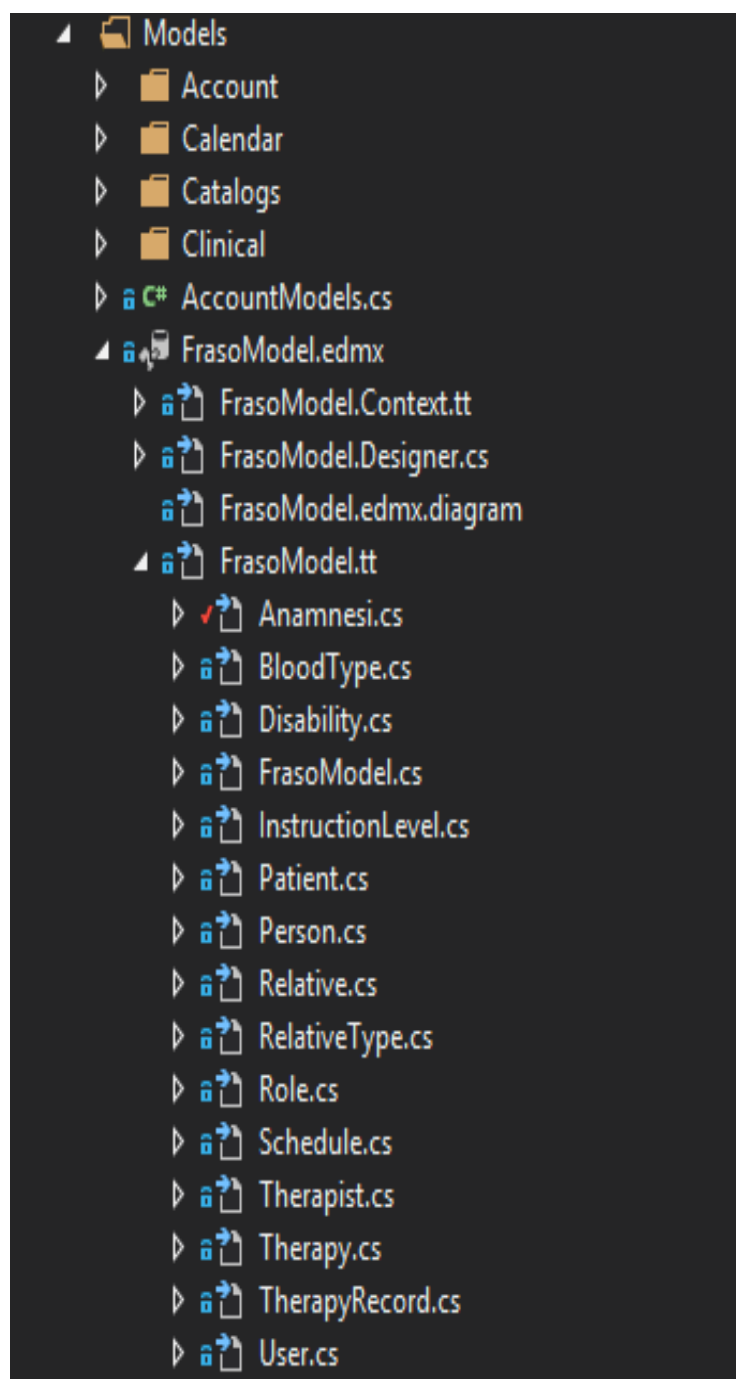 Models
Account
Calendar
Catalogs
Clinical
C# AccountModels.cs
FrasoModel.edmx
FrasoModel.Context.tt
FrasoModel.Designer.cs
FrasoModel.edmx.diagram
FrasoModel.tt
Anamnesi.cs
BloodType.cs
Disability.cs
FrasoModel.cs
InstructionLevel.cs
Patient.cs
Person.cs
Relative.cs
RelativeType.cs
Role.cs
Schedule.cs
Therapist.cs
Therapy.cs
TherapyRecord.cs
User.cs